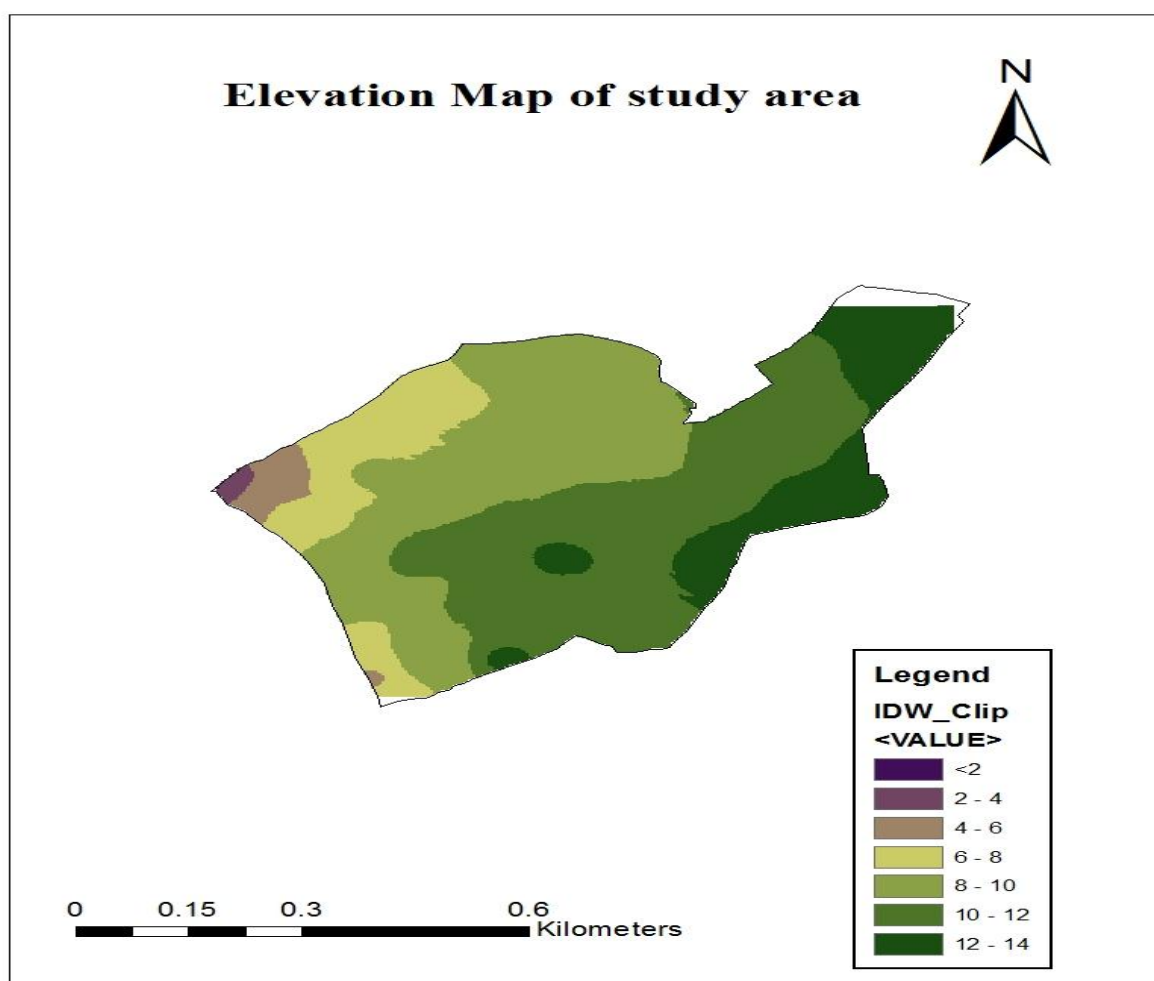 Elevation Map of study area
N
Legend
IDW_Clip
<VALUE>
<2
2 - 4
4 - 6
6 - 8
8 - 10
10 - 12
12 - 14
0 0.15 0.3 0.6
Kilometers